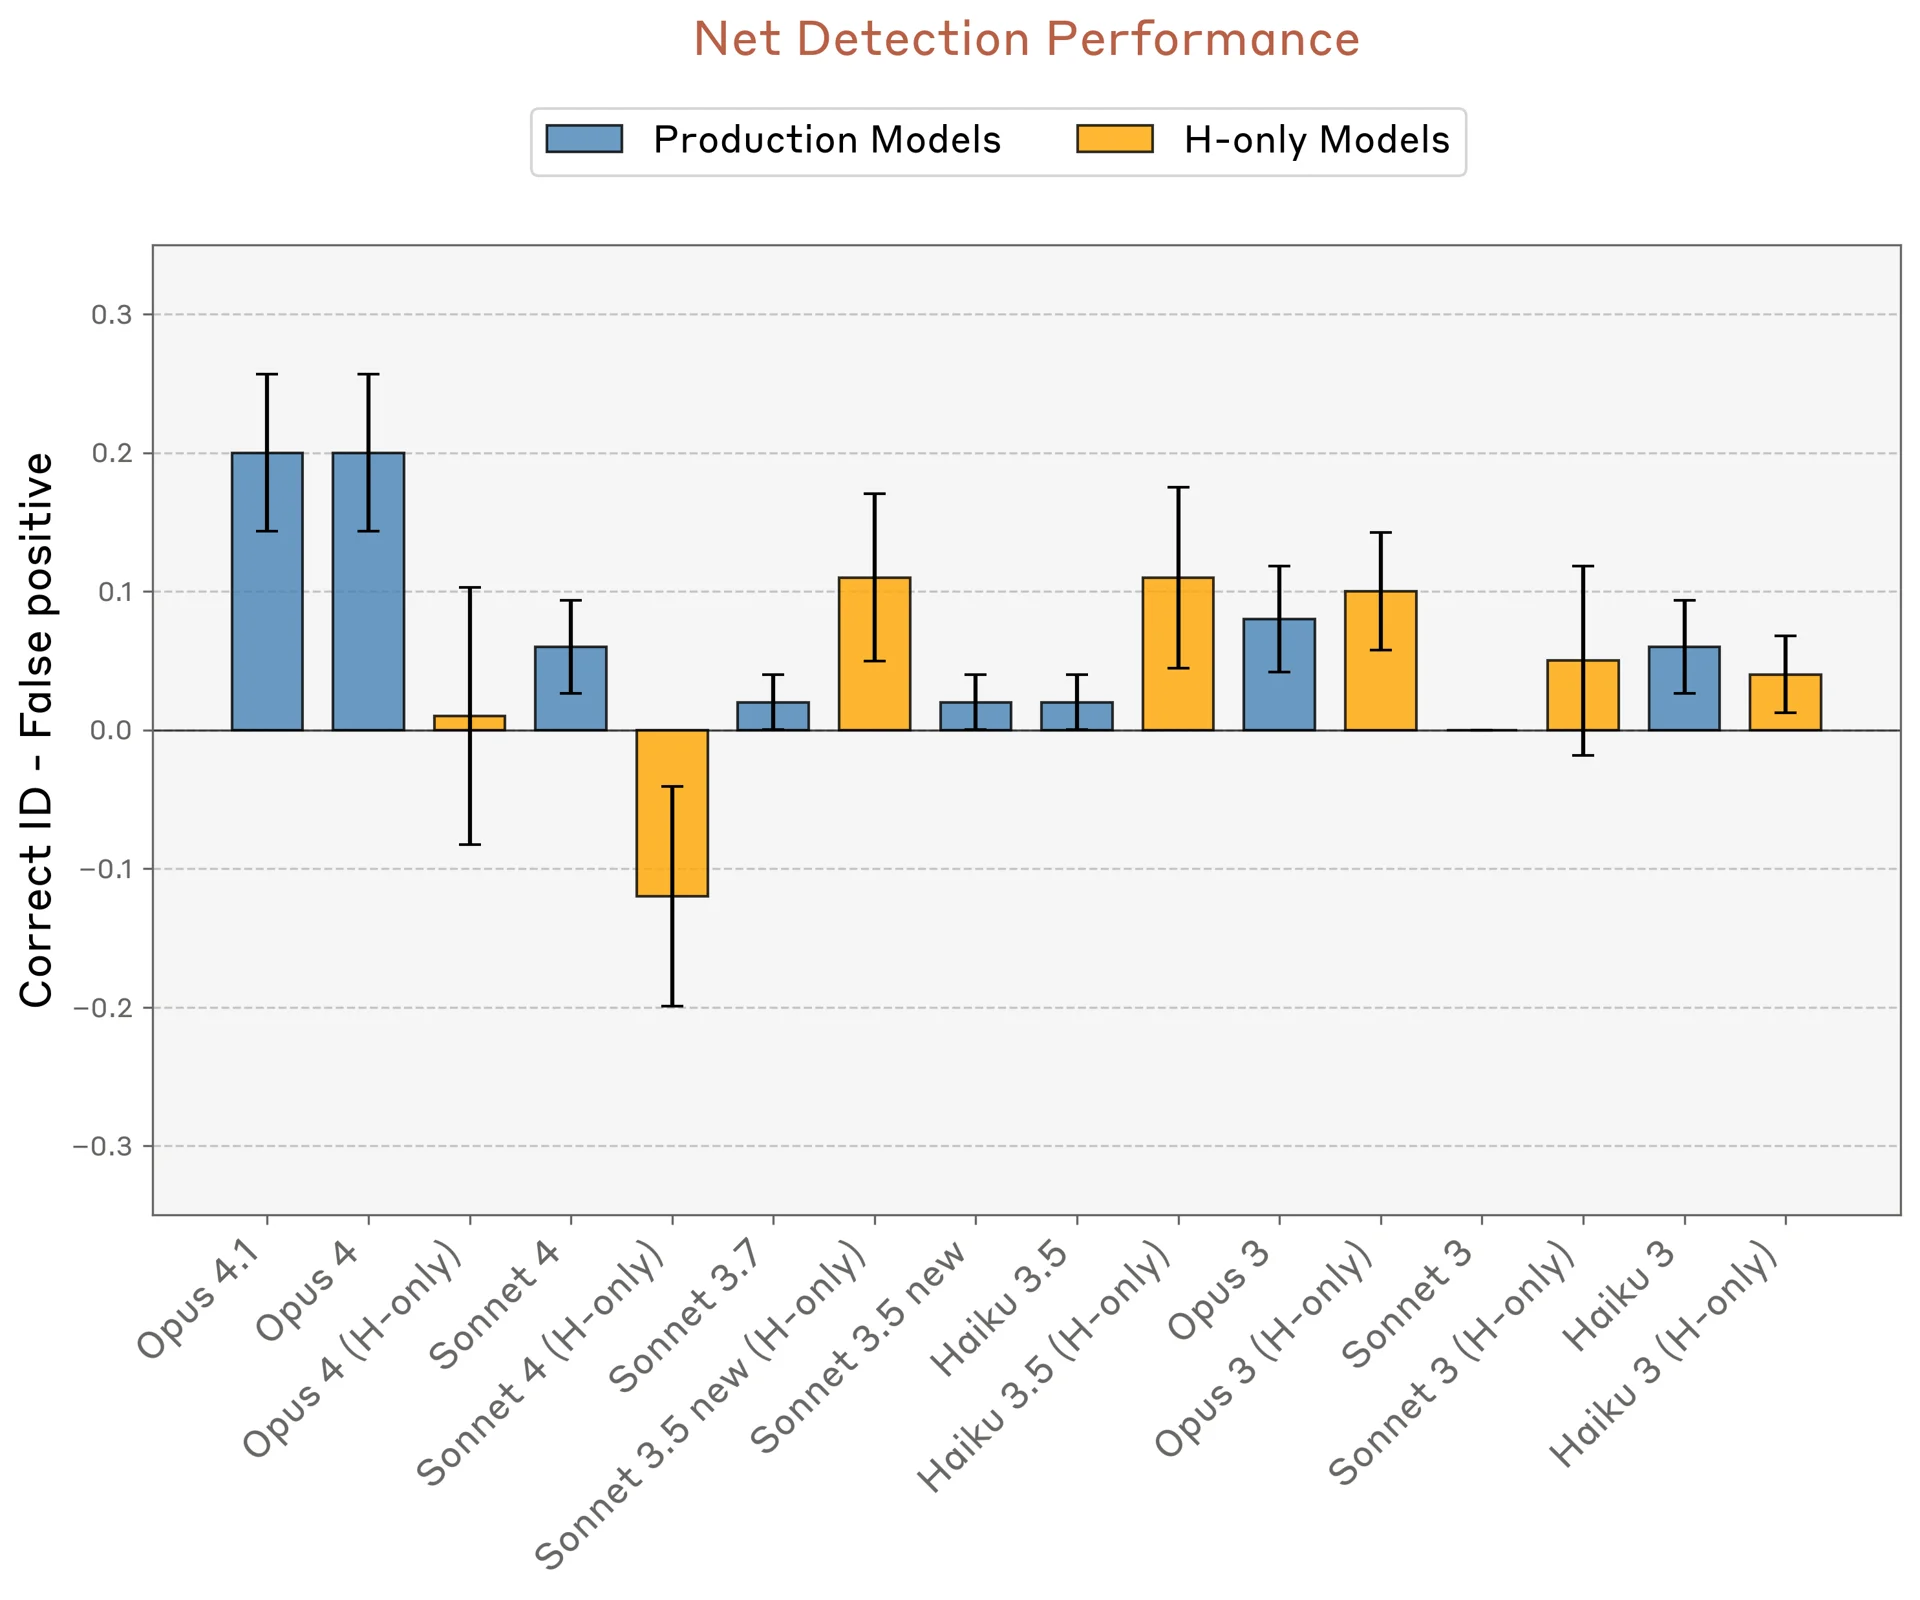 Net Detection Performance
Production Models
H-only Models
Correct ID - False positive
0.3
0.2
0.1
0.0
−0.1
−0.2
−0.3
Opus 4.1
Opus 4
Opus 4 (H-only)
Sonnet 4
Sonnet 4 (H-only)
Sonnet 3.7
Sonnet 3.5 new (H-only)
Sonnet 3.5 new
Haiku 3.5
Haiku 3.5 (H-only)
Opus 3
Opus 3 (H-only)
Sonnet 3
Sonnet 3 (H-only)
Haiku 3
Haiku 3 (H-only)